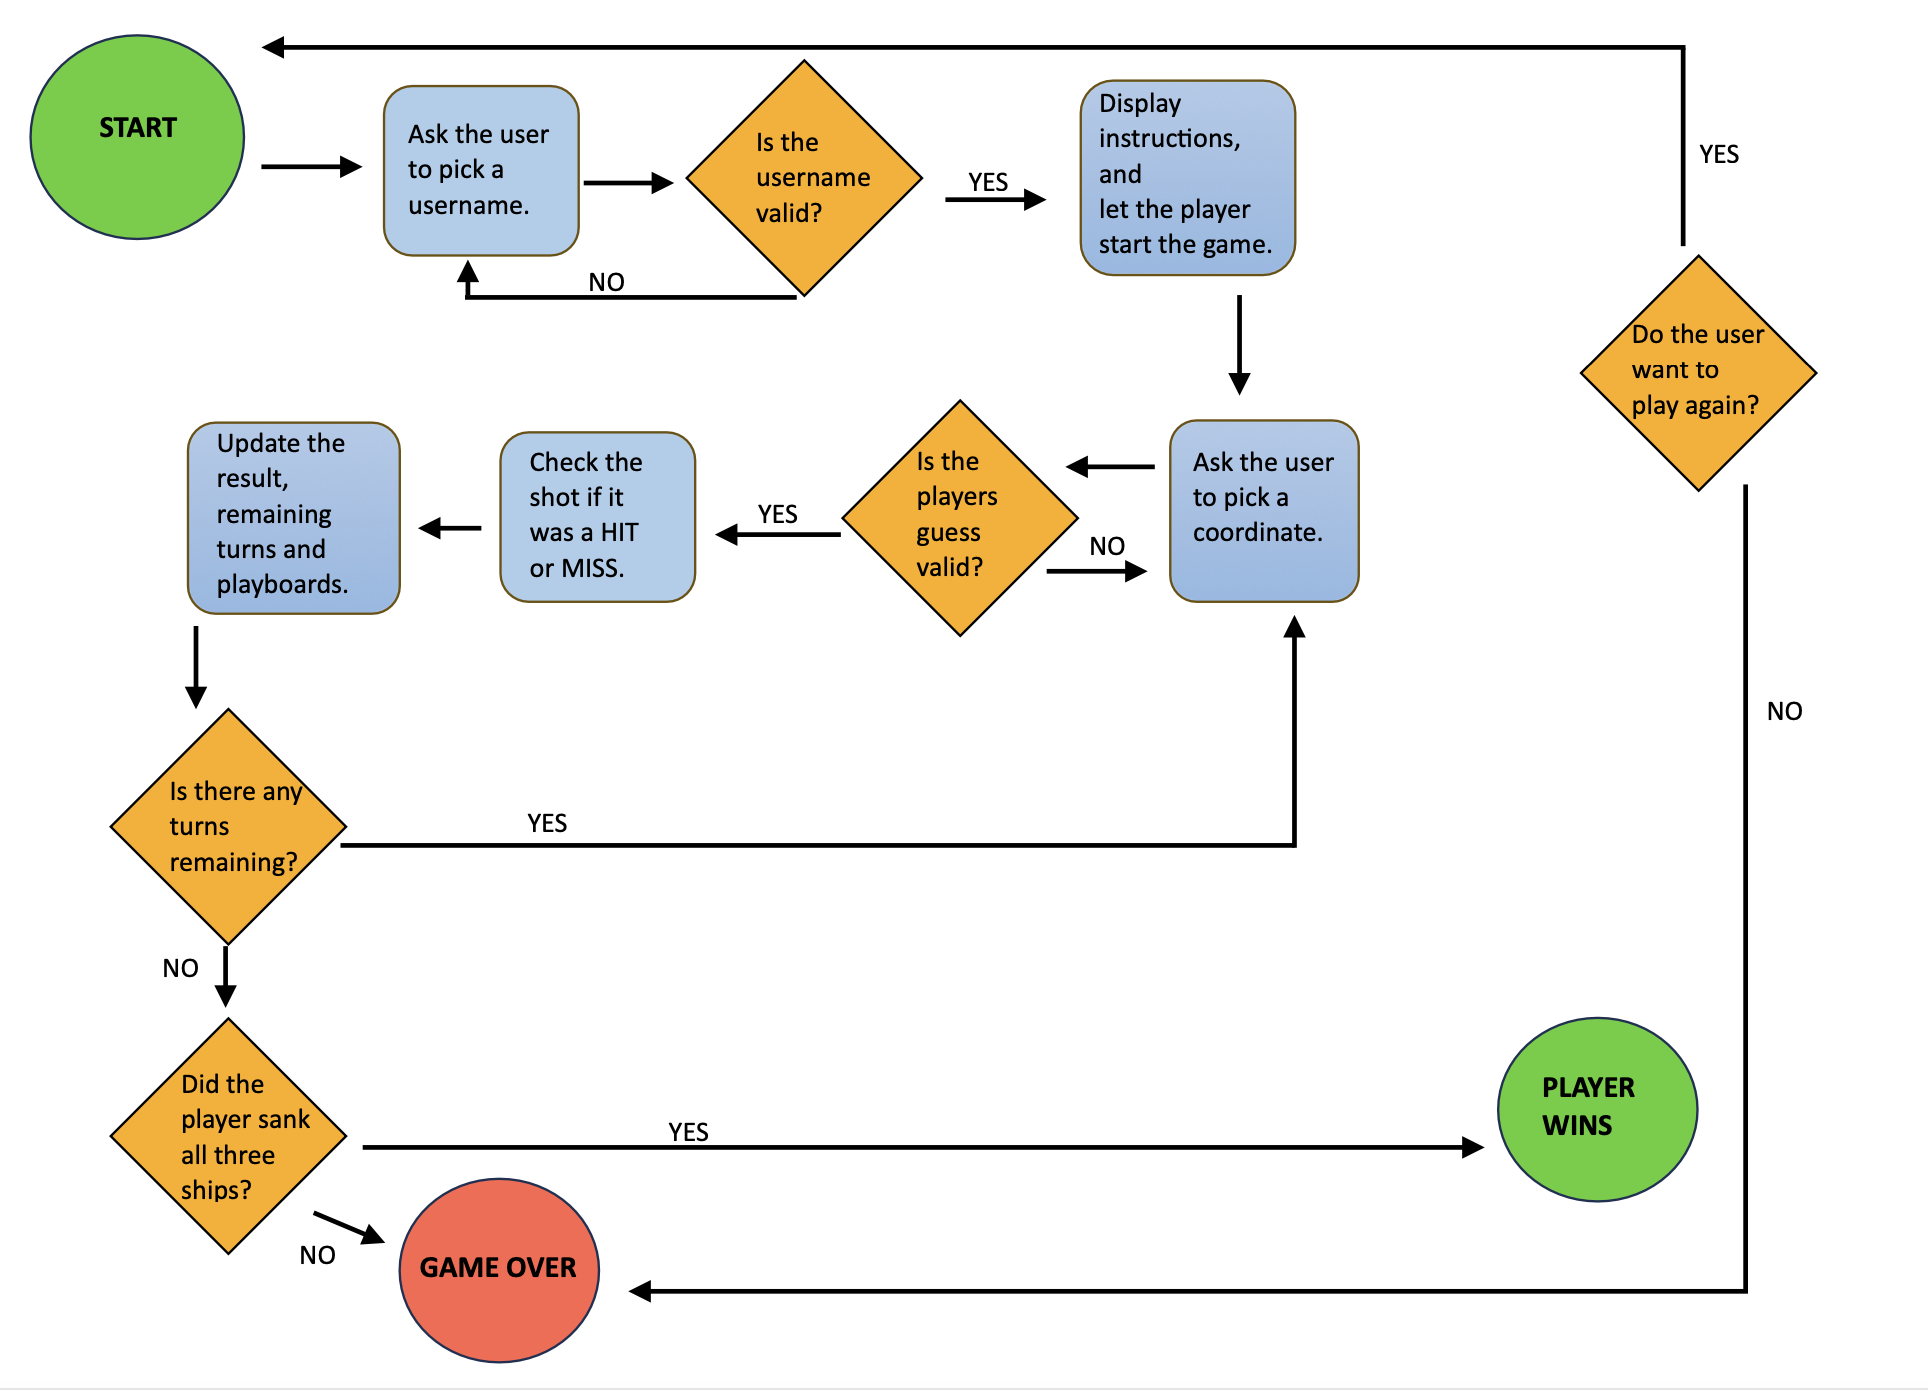 START
Ask the user
to pick a
username.
Is the
username
valid?
YES
NO
Display
instructions,
and
let the player
start the game.
YES
Do the user
want to
play again?
NO
Ask the user
to pick a
coordinate.
Is the
players
guess
valid?
NO
YES
Check the
shot if it
was a HIT
or MISS.
Update the
result,
remaining
turns and
playboards.
Is there any
turns
remaining?
YES
NO
Did the
player sank
all three
ships?
YES
PLAYER
WINS
NO
GAME OVER